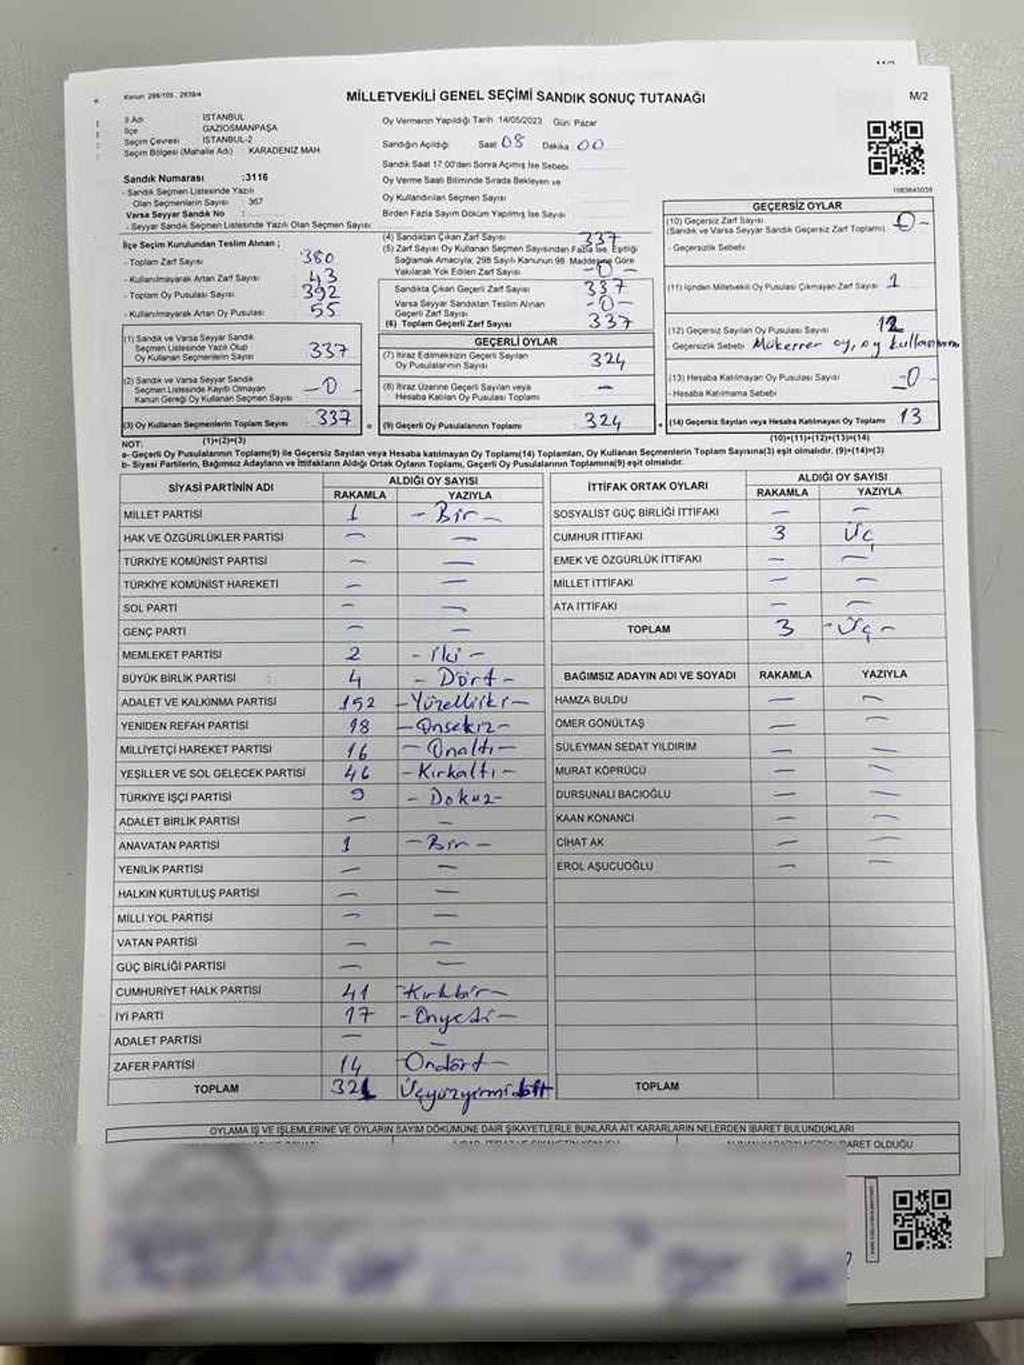 Kanun: 298/105 , 2839/4
MİLLETVEKİLİ GENEL SEÇİMİ SANDIK SONUÇ TUTANAĞI
M/2
İl Adı : İSTANBUL
İlçe : GAZİOSMANPAŞA
Seçim Çevresi : İSTANBUL-2
Seçim Bölgesi (Mahalle Adı) : KARADENİZ MAH
Sandık Numarası :3116
- Sandık Seçmen Listesinde Yazılı
Olan Seçmenlerin Sayısı : 367
Varsa Seyyar Sandık No :
- Seyyar Sandık Seçmen Listesinde Yazılı Olan Seçmen Sayısı :
Oy Vermenin Yapıldığı Tarih :14/05/2023 Gün: Pazar
Sandığın Açıldığı Saat 08 Dakika 00
Sandık Saat 17:00'den Sonra Açılmış İse Sebebi
Oy Verme Saati Bitiminde Sırada Bekleyen ve
Oy Kullandırılan Seçmen Sayısı
Birden Fazla Sayım Döküm Yapılmış İse Sayısı
1083645039
İlçe Seçim Kurulundan Teslim Alınan ;
- Toplam Zarf Sayısı : 380
- Kullanılmayarak Artan Zarf Sayısı : 43
- Toplam Oy Pusulası Sayısı : 392
- Kullanılmayarak Artan Oy Pusulası : 55
(1) Sandık ve Varsa Seyyar Sandık
Seçmen Listesinde Yazılı Olup
Oy Kullanan Seçmenlerin Sayısı 337
(2) Sandık ve Varsa Seyyar Sandık
Seçmen Listesinde Kayıtlı Olmayan
Kanun Gereği Oy Kullanan Seçmen Sayısı -0-
(3) Oy Kullanan Seçmenlerin Toplam Sayısı 337
(1)+(2)=(3)
(4) Sandıktan Çıkan Zarf Sayısı 337
(5) Zarf Sayısı Oy Kullanan Seçmen Sayısından Fazla İse, Eşitliği
Sağlamak Amacıyla; 298 Sayılı Kanunun 98. Maddesine Göre
Yakılarak Yok Edilen Zarf Sayısı -0-
Sandıkta Çıkan Geçerli Zarf Sayısı 337
Varsa Seyyar Sandıktan Teslim Alınan
Geçerli Zarf Sayısı -0-
(6) Toplam Geçerli Zarf Sayısı 337
GEÇERLİ OYLAR
(7) İtiraz Edilmeksizin Geçerli Sayılan
Oy Pusulalarının Sayısı 324
(8) İtiraz Üzerine Geçerli Sayılan veya
Hesaba Katılan Oy Pusulası Toplamı -
(9) Geçerli Oy Pusulalarının Toplamı 324
GEÇERSİZ OYLAR
(10) Geçersiz Zarf Sayısı
(Sandık ve Varsa Seyyar Sandık Geçersiz Zarf Toplamı) 0-
- Geçersizlik Sebebi
(11) İçinden Milletvekili Oy Pusulası Çıkmayan Zarf Sayısı 1
(12) Geçersiz Sayılan Oy Pusulası Sayısı 12
- Geçersizlik Sebebi Mükerrer oy, oy
(13) Hesaba Katılmayan Oy Pusulası Sayısı -0-
- Hesaba Katılmama Sebebi
(14) Geçersiz Sayılan veya Hesaba Katılmayan Oy Toplamı 13
(10)+(11)+(12)+(13)=(14)
NOT:
a- Geçerli Oy Pusulalarının Toplamı(9) ile Geçersiz Sayılan veya Hesaba katılmayan Oy Toplamı(14) Toplamları, Oy Kullanan Seçmenlerin Toplam Sayısına(3) eşit olmalıdır. (9)+(14)=(3)
b- Siyasi Partilerin, Bağımsız Adayların ve İttifakların Aldığı Ortak Oyların Toplamı, Geçerli Oy Pusulalarının Toplamına(9) eşit olmalıdır.
SİYASİ PARTİNİN ADI ALDIĞI OY SAYISI
RAKAMLA YAZIYLA
MİLLET PARTİSİ 1 - Bir -
HAK VE ÖZGÜRLÜKLER PARTİSİ - -
TÜRKİYE KOMÜNİST PARTİSİ - -
TÜRKİYE KOMÜNİST HAREKETİ - -
SOL PARTİ - -
GENÇ PARTİ - -
MEMLEKET PARTİSİ 2 - İki -
BÜYÜK BİRLİK PARTİSİ 4 - Dört -
ADALET VE KALKINMA PARTİSİ 152 - Yüzelliiki -
YENİDEN REFAH PARTİSİ 18 - Onsekiz -
MİLLİYETÇİ HAREKET PARTİSİ 16 - Onaltı -
YEŞİLLER VE SOL GELECEK PARTİSİ 46 - Kırkaltı -
TÜRKİYE İŞÇİ PARTİSİ 9 - Dokuz -
ADALET BİRLİK PARTİSİ - -
ANAVATAN PARTİSİ 1 - Bir -
YENİLİK PARTİSİ - -
HALKIN KURTULUŞ PARTİSİ - -
MİLLİ YOL PARTİSİ - -
VATAN PARTİSİ - -
GÜÇ BİRLİĞİ PARTİSİ - -
CUMHURİYET HALK PARTİSİ 41 Kırkbir -
İYİ PARTİ 17 - Onyedi -
ADALET PARTİSİ - -
ZAFER PARTİSİ 14 Ondört -
TOPLAM 321
İTTİFAK ORTAK OYLARI ALDIĞI OY SAYISI
RAKAMLA YAZIYLA
SOSYALİST GÜÇ BİRLİĞİ İTTİFAKI - -
CUMHUR İTTİFAKI 3 Üç
EMEK VE ÖZGÜRLÜK İTTİFAKI - -
MİLLET İTTİFAKI - -
ATA İTTİFAKI - -
TOPLAM 3 - Üç -
BAĞIMSIZ ADAYIN ADI VE SOYADI RAKAMLA YAZIYLA
HAMZA BULDU - -
ÖMER GÖNÜLTAŞ - -
SÜLEYMAN SEDAT YILDIRIM - -
MURAT KÖPRÜCÜ - -
DURSUNALİ BACIOĞLU - -
KAAN KONANCI - -
CİHAT AK - -
EROL AŞUCUOĞLU - -
TOPLAM
OYLAMA İŞ VE İŞLEMLERİNE VE OYLARIN SAYIM DÖKÜMÜNE DAİR ŞİKAYETLERLE BUNLARA AİT KARARLARIN NELERDEN İBARET BULUNDUKLARI